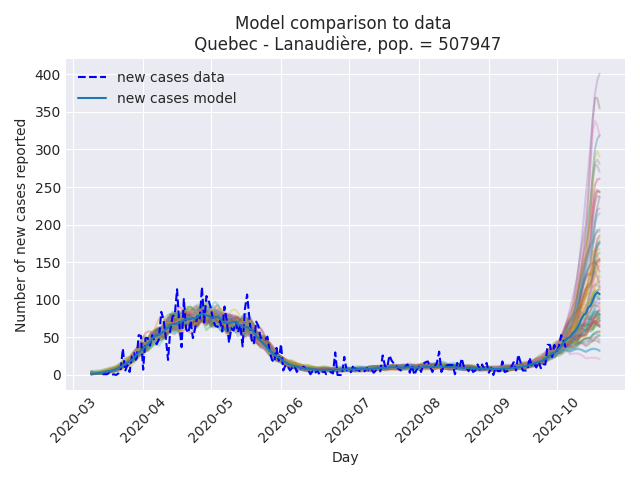 Model comparison to data
Quebec - Lanaudière, pop. = 507947
new cases data
new cases model
Number of new cases reported
400
350
300
250
200
150
100
50
0
2020-03
2020-04
2020-05
2020-06
2020-07
2020-08
2020-09
2020-10
Day